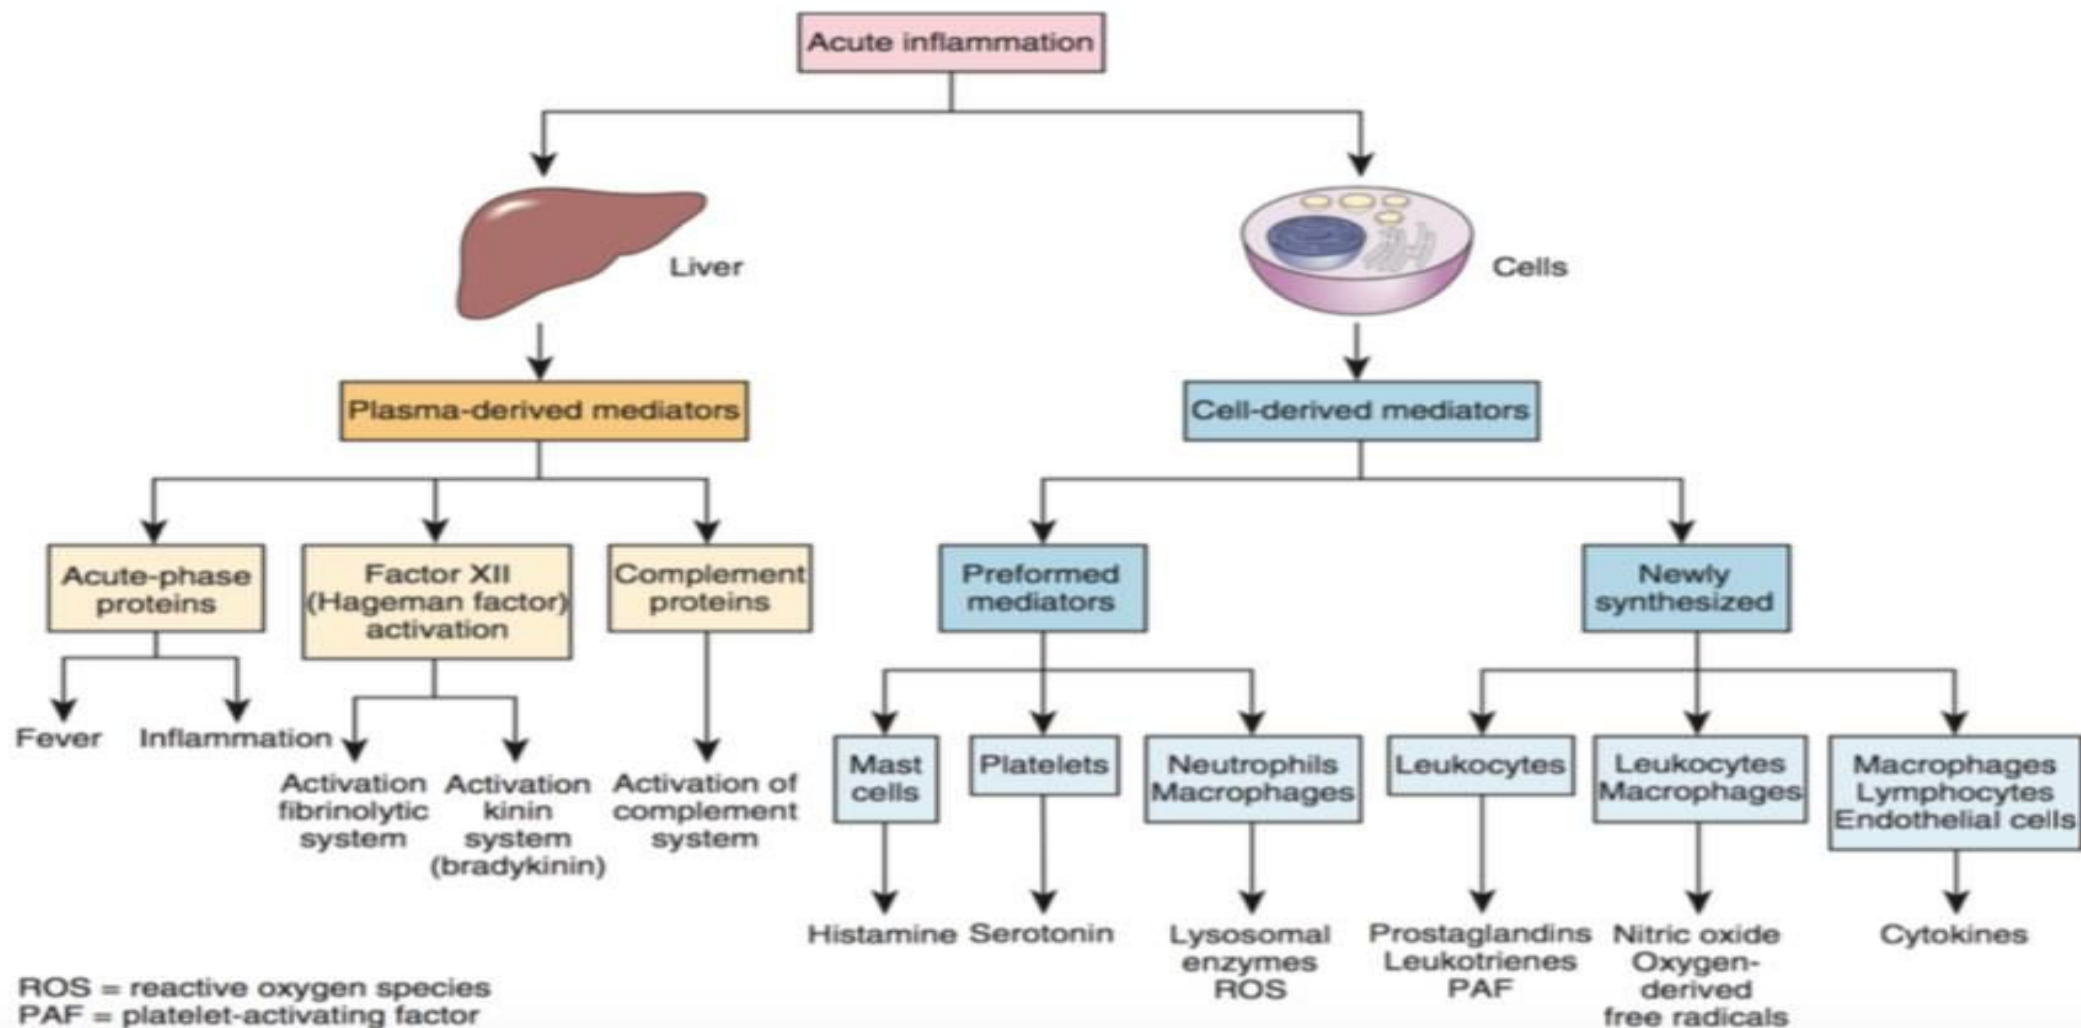 Acute inflammation
Liver
Cells
Plasma-derived mediators
Cell-derived mediators
Acute-phase
proteins
Factor XII
(Hageman factor)
activation
Complement
proteins
Preformed
mediators
Newly
synthesized
Fever
Inflammation
Activation
fibrinolytic
system
Activation
kinin
system
(bradykinin)
Activation of
complement
system
Mast
cells
Platelets
Neutrophils
Macrophages
Leukocytes
Leukocytes
Macrophages
Macrophages
Lymphocytes
Endothelial cells
Histamine
Serotonin
Lysosomal
enzymes
ROS
Prostaglandins
Leukotrienes
PAF
Nitric oxide
Oxygen-
derived
free radicals
Cytokines
ROS = reactive oxygen species
PAF = platelet-activating factor